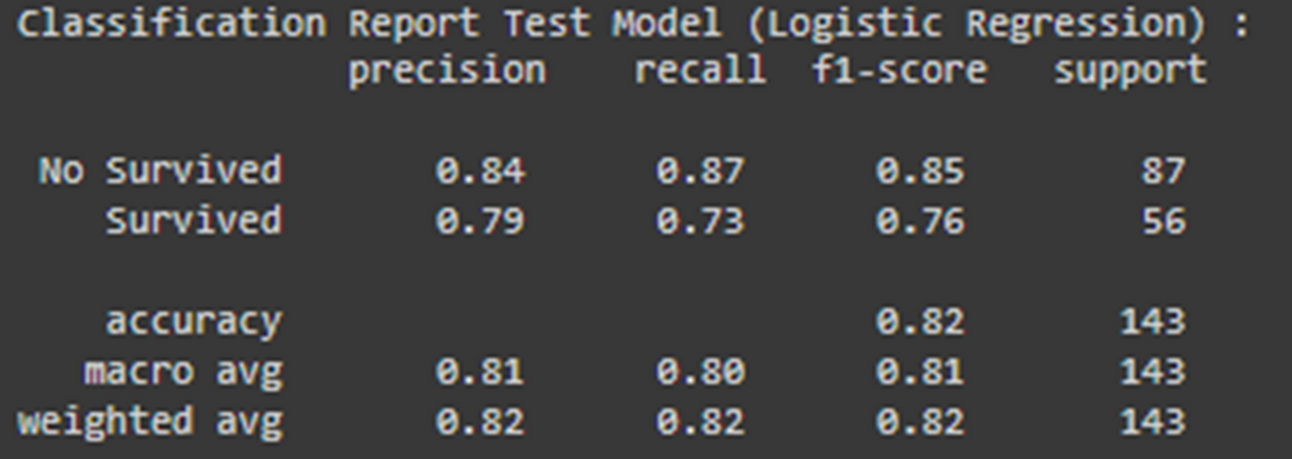 Classification Report Test Model (Logistic Regression) :
precision recall f1-score support
No Survived 0.84 0.87 0.85 87
Survived 0.79 0.73 0.76 56
accuracy 0.82 143
macro avg 0.81 0.80 0.81 143
weighted avg 0.82 0.82 0.82 143